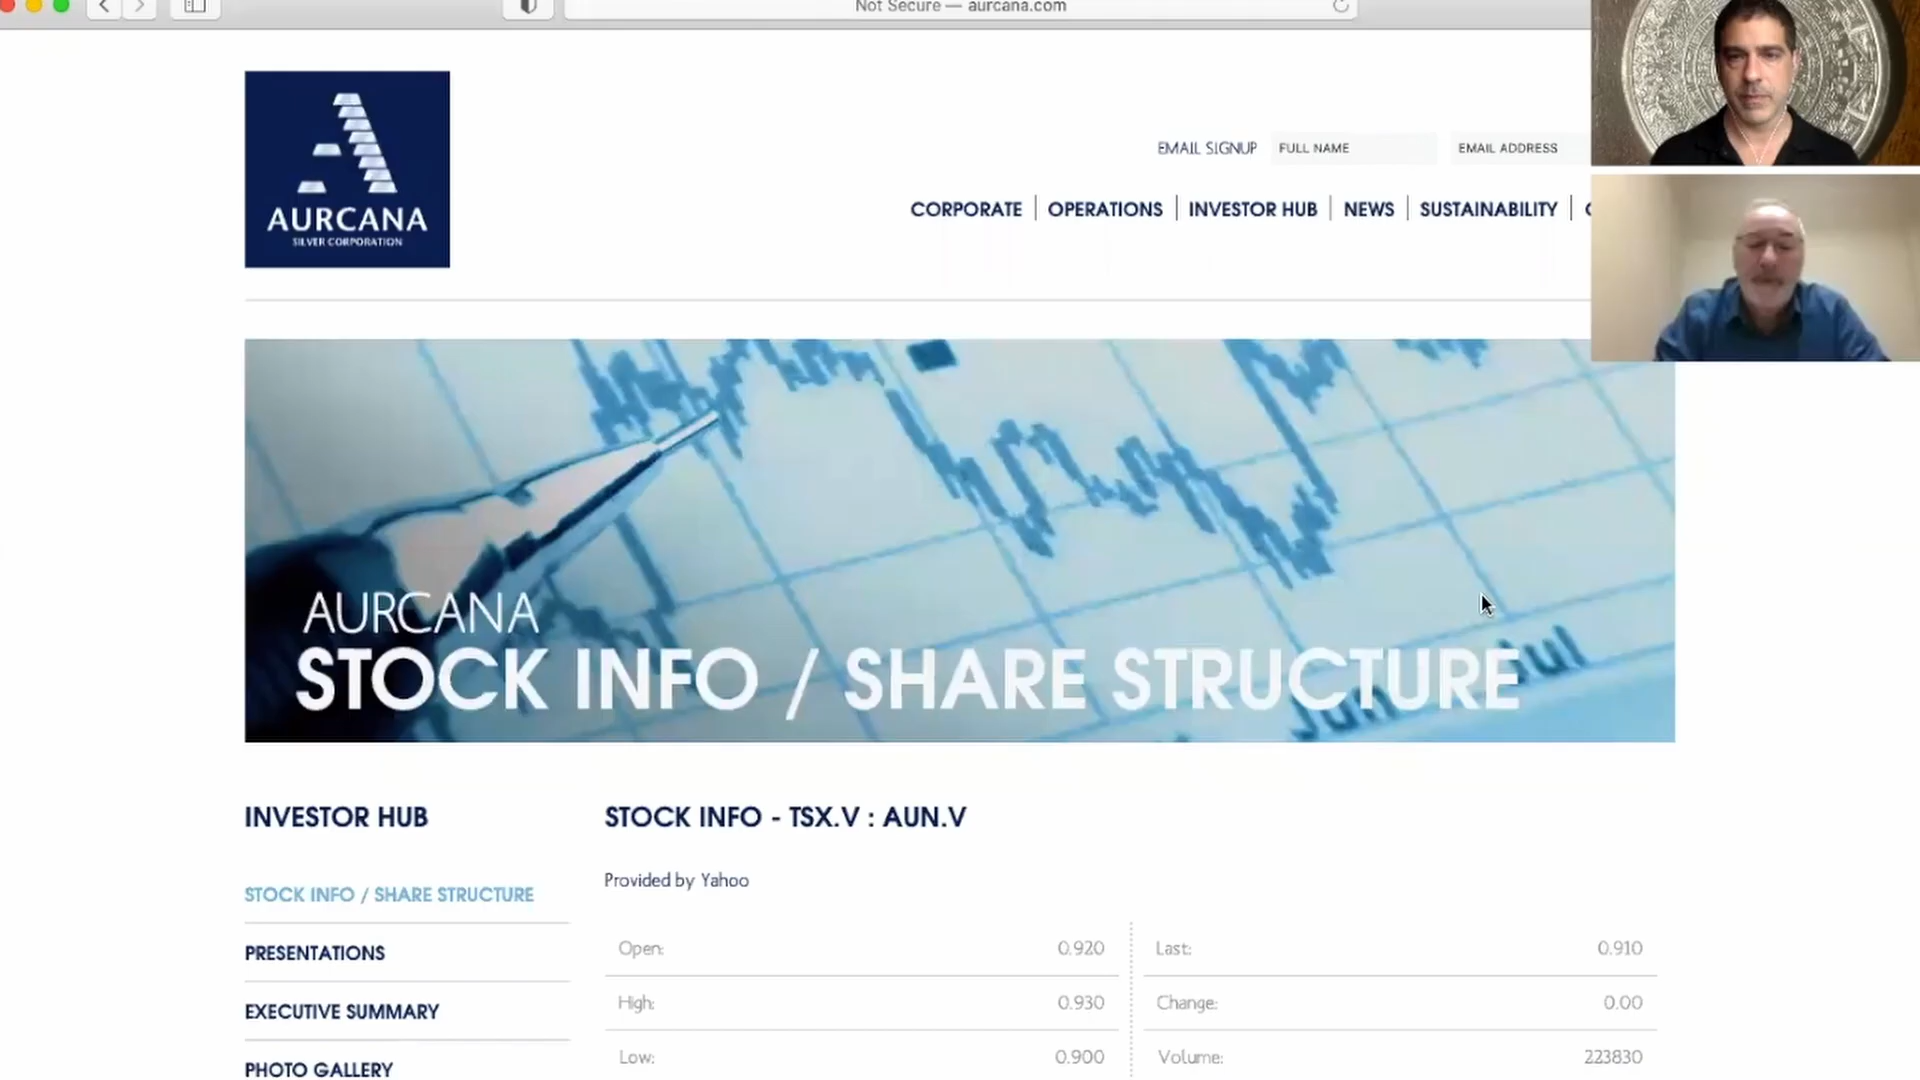 Not Secure — aurcana.com
AURCANA
SILVER CORPORATION
EMAIL SIGNUP FULL NAME EMAIL ADDRESS
CORPORATE OPERATIONS INVESTOR HUB NEWS SUSTAINABILITY
AURCANA
STOCK INFO / SHARE STRUCTURE
Jun
Jul
INVESTOR HUB
STOCK INFO / SHARE STRUCTURE
PRESENTATIONS
EXECUTIVE SUMMARY
PHOTO GALLERY
STOCK INFO - TSX.V : AUN.V
Provided by Yahoo
Open: 0.920 Last: 0.910
High: 0.930 Change: 0.00
Low: 0.900 Volume: 223830